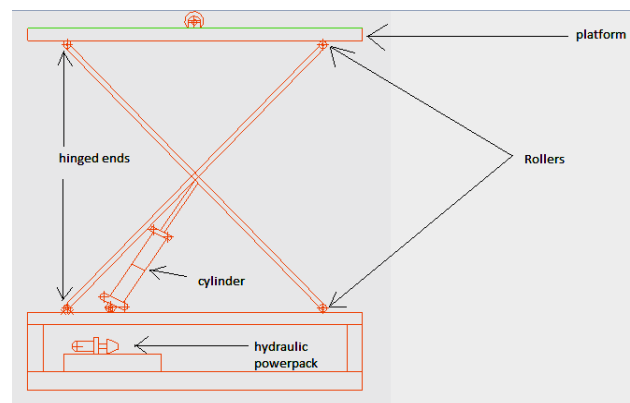 platform
hinged ends
Rollers
cylinder
hydraulic
powerpack